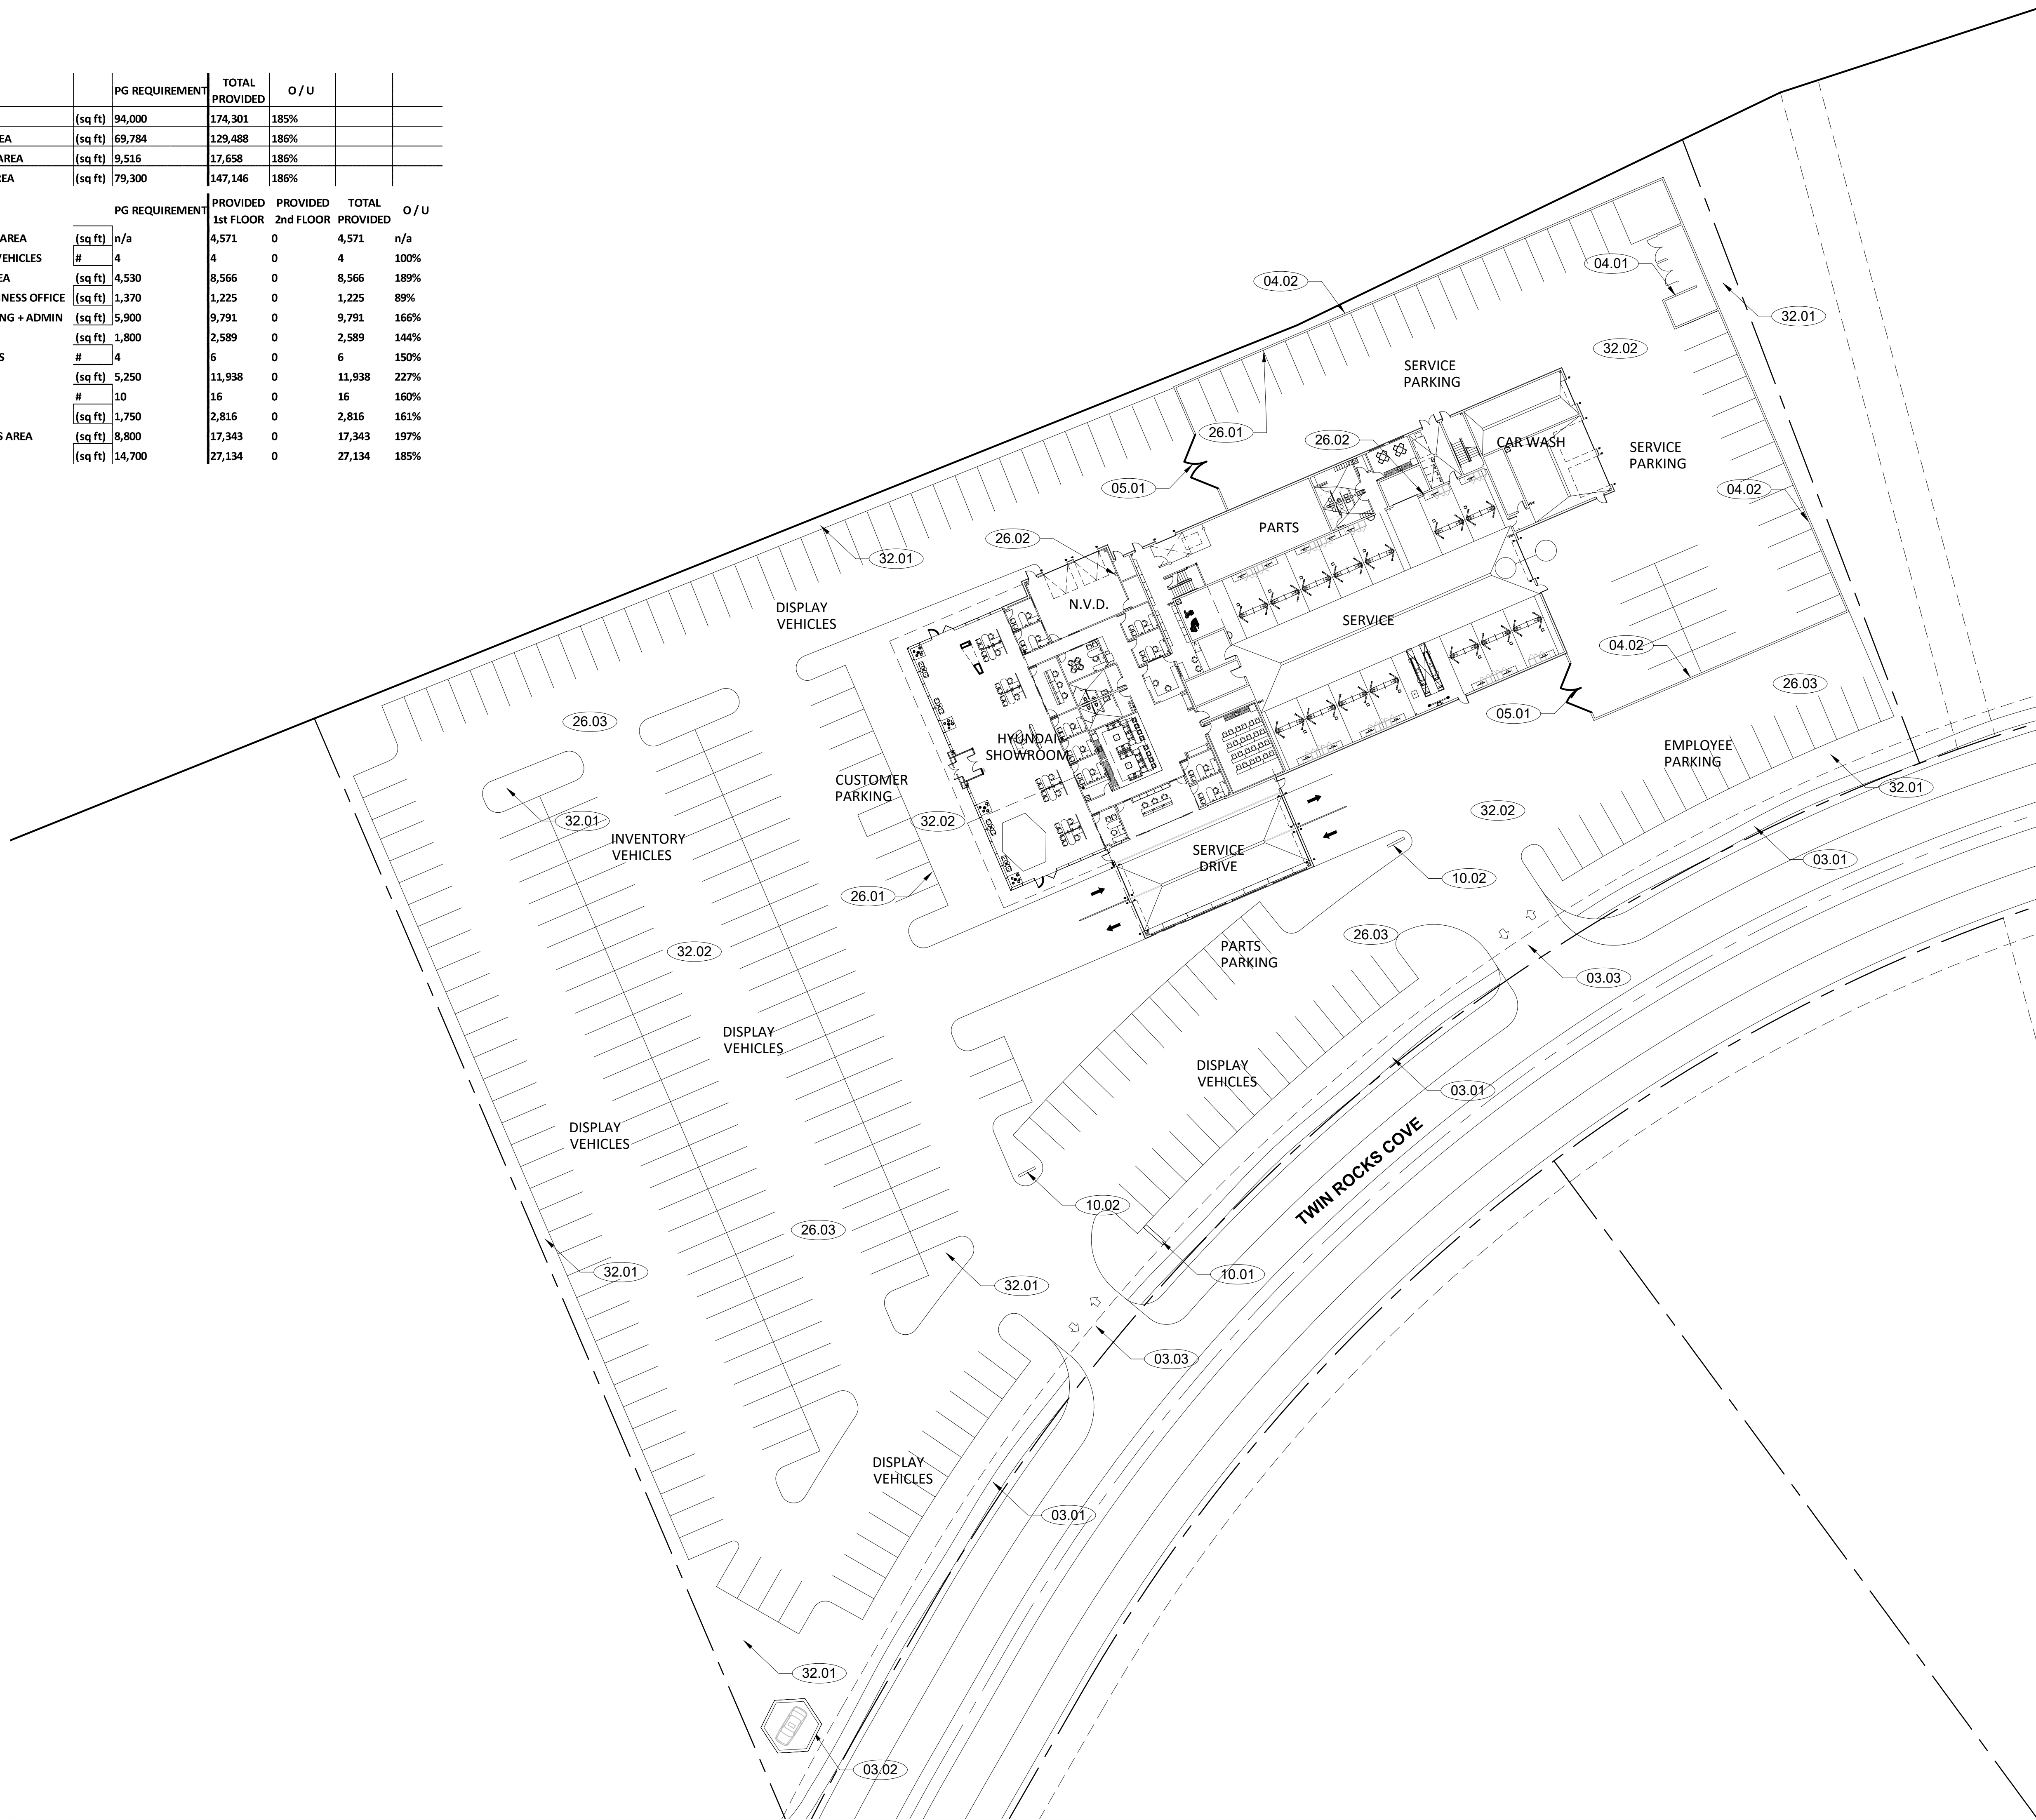 PG REQUIREMENT TOTAL PROVIDED O / U
(sq ft) 94,000 174,301 185%
EA (sq ft) 69,784 129,488 186%
AREA (sq ft) 9,516 17,658 186%
EA (sq ft) 79,300 147,146 186%
PG REQUIREMENT PROVIDED 1st FLOOR PROVIDED 2nd FLOOR TOTAL PROVIDED O / U
AREA (sq ft) n/a 4,571 0 4,571 n/a
VEHICLES # 4 4 0 4 100%
EA (sq ft) 4,530 8,566 0 8,566 189%
NESS OFFICE (sq ft) 1,370 1,225 0 1,225 89%
NG + ADMIN (sq ft) 5,900 9,791 0 9,791 166%
(sq ft) 1,800 2,589 0 2,589 144%
S # 4 6 0 6 150%
(sq ft) 5,250 11,938 0 11,938 227%
# 10 16 0 16 160%
(sq ft) 1,750 2,816 0 2,816 161%
S AREA (sq ft) 8,800 17,343 0 17,343 197%
(sq ft) 14,700 27,134 0 27,134 185%
04.01
04.02
32.01
32.02
SERVICE
PARKING
26.01
26.02
CAR WASH
SERVICE
PARKING
05.01
04.02
PARTS
26.02
32.01
N.V.D.
DISPLAY
VEHICLES
SERVICE
04.02
26.03
05.01
26.03
HYUNDAI
SHOWROOM
EMPLOYEE
PARKING
CUSTOMER
PARKING
32.01
32.02
32.01
32.02
INVENTORY
VEHICLES
SERVICE
DRIVE
03.01
10.02
26.01
26.03
PARTS
PARKING
32.02
03.03
DISPLAY
VEHICLES
DISPLAY
VEHICLES
03.01
DISPLAY
VEHICLES
TWIN ROCKS COVE
10.02
26.03
32.01
10.01
32.01
03.03
DISPLAY
VEHICLES
03.01
32.01
03.02